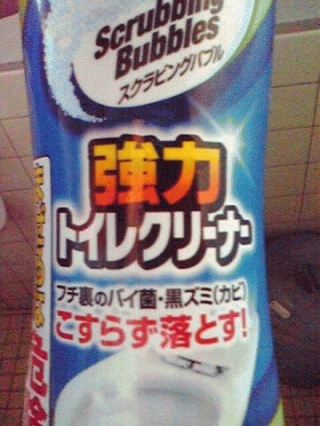 Scrubbing
Bubbles
スクラビングバブル
強力
トイレクリーナー
フチ裏のバイ菌・黒ズミ(カビ)
こすらず落とす!